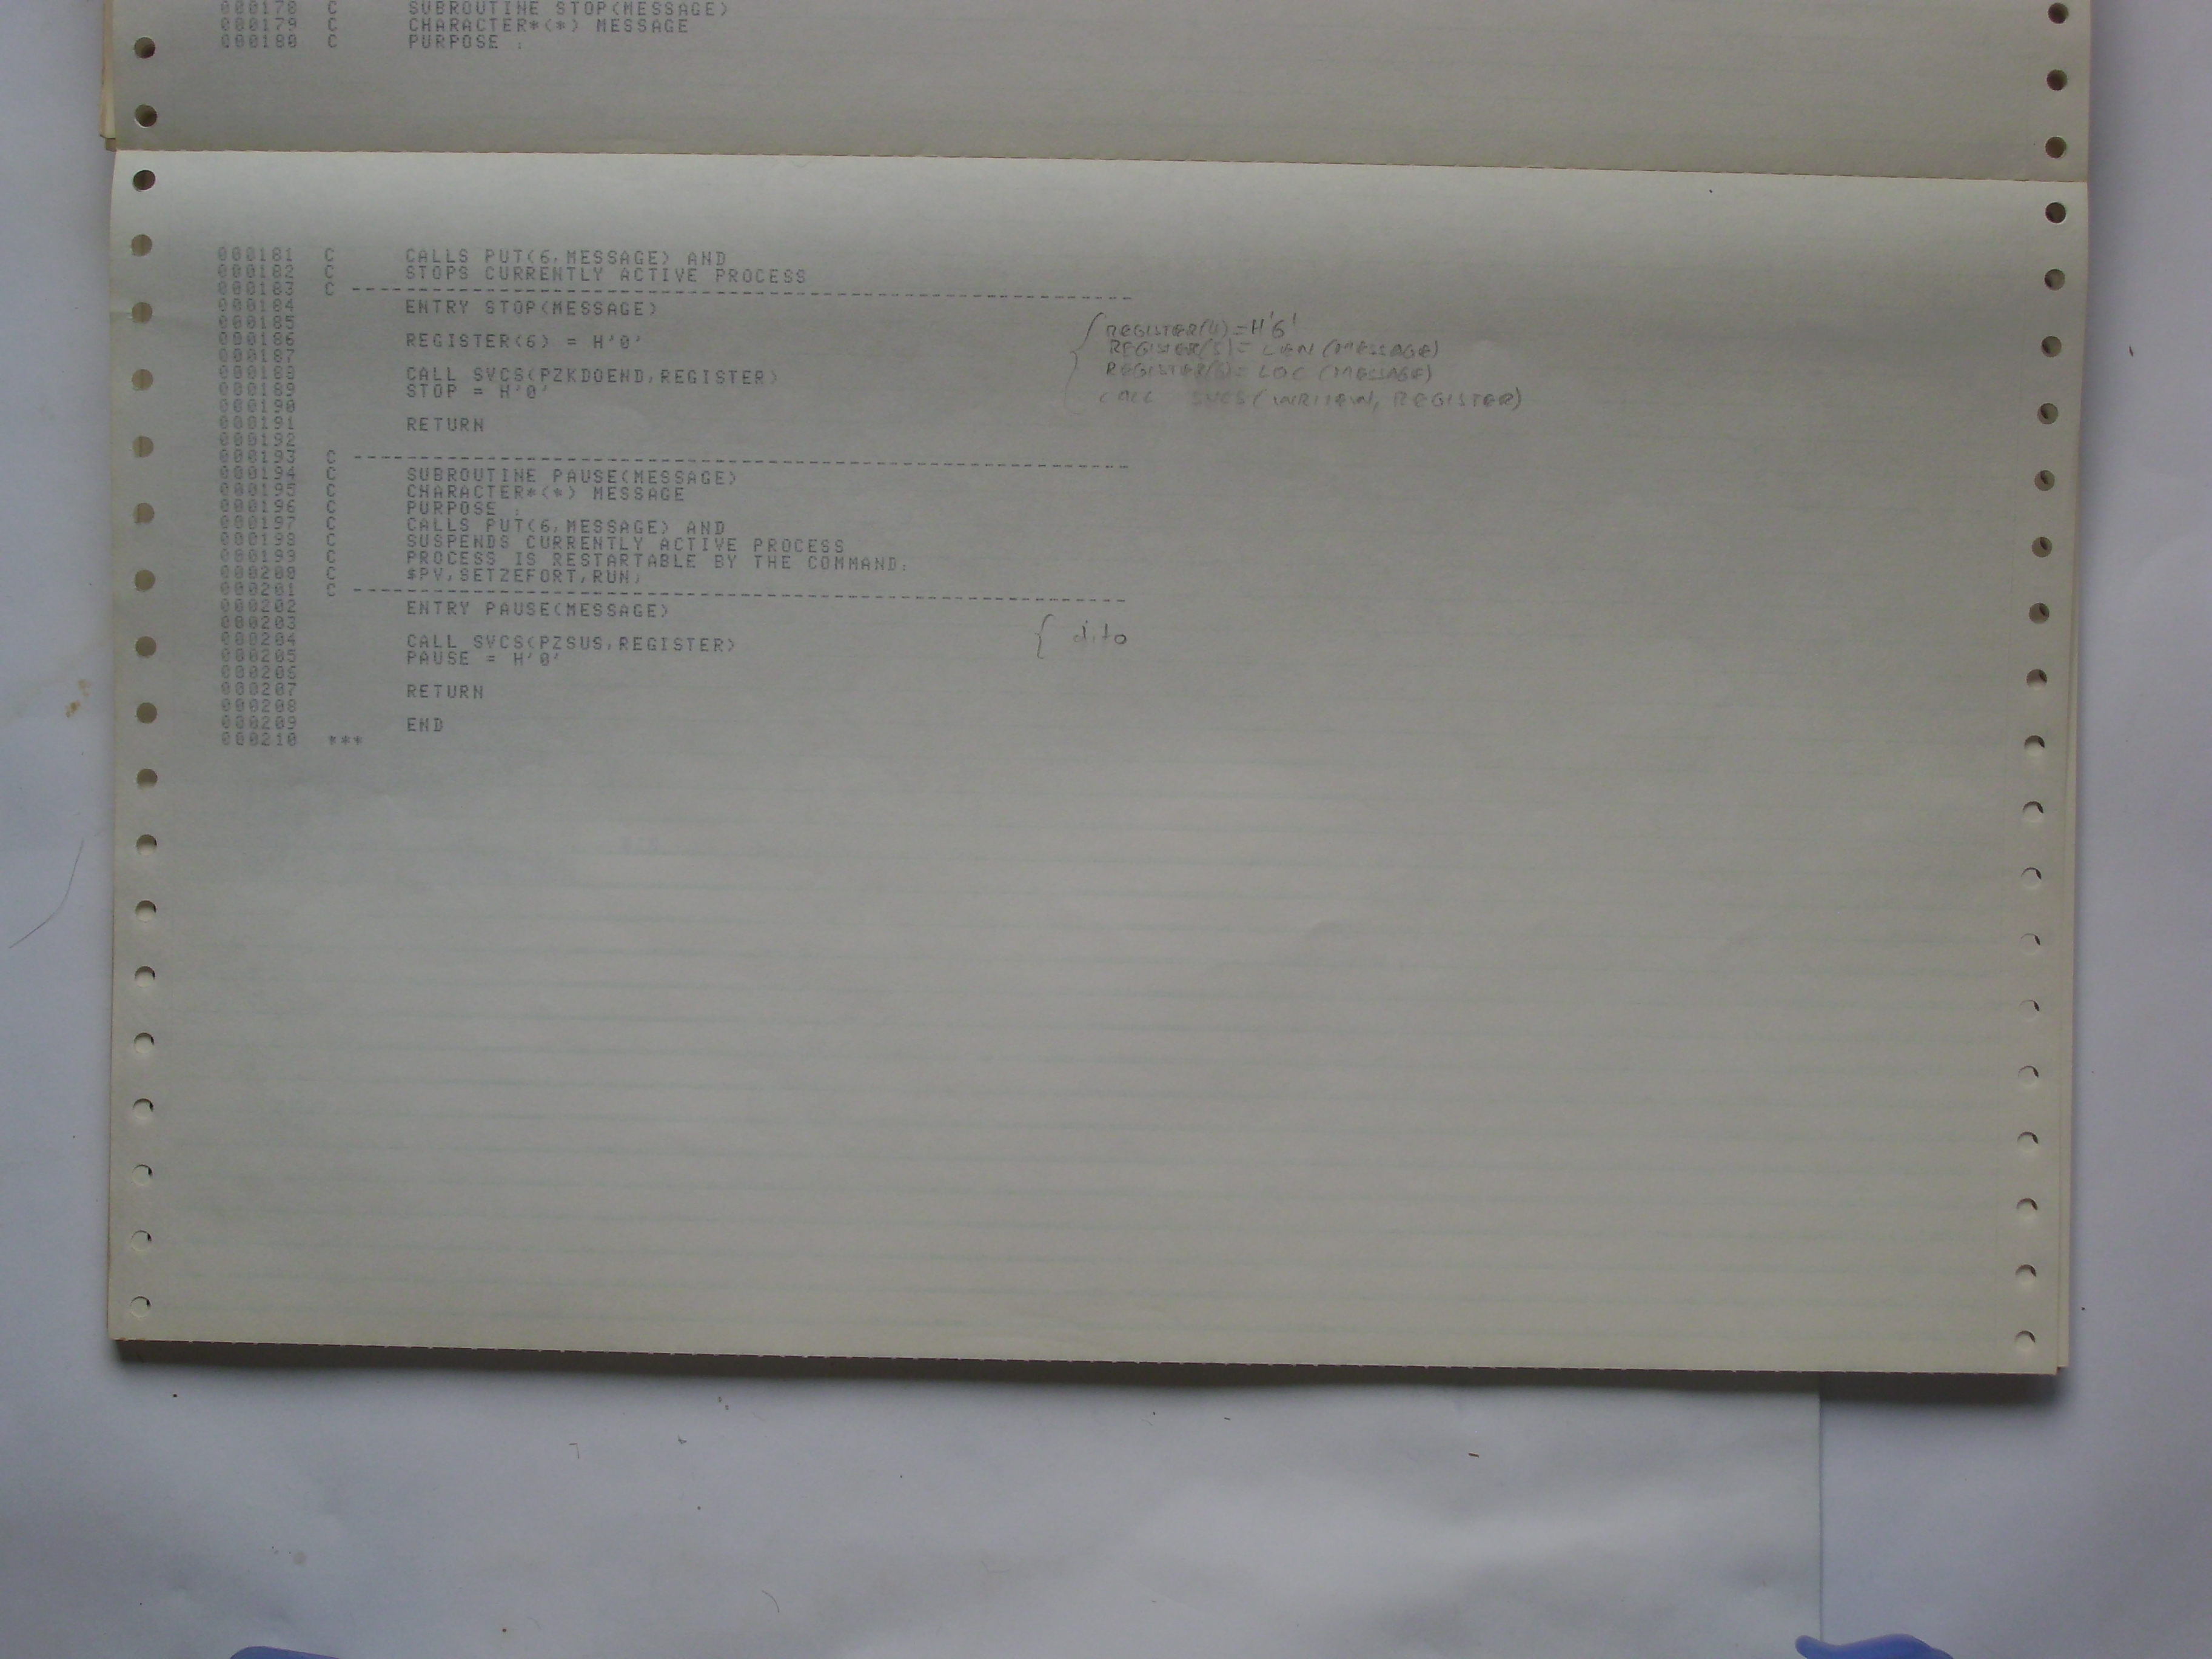 000178 C SUBROUTINE STOP(MESSAGE)
000179 C CHARACTER*(*) MESSAGE
000180 C PURPOSE :
000181 C CALLS PUT(6,MESSAGE) AND
000182 C STOPS CURRENTLY ACTIVE PROCESS
000183 C ------------------------------------------------------------
000184 ENTRY STOP(MESSAGE)
000185
000186 REGISTER(6) = H'0'
000187
000188 CALL SVCS(PZKDOEND,REGISTER)
000189 STOP = H'0'
000190
000191 RETURN
000192
000193 C ------------------------------------------------------------
000194 C SUBROUTINE PAUSE(MESSAGE)
000195 C CHARACTER*(*) MESSAGE
000196 C PURPOSE :
000197 C CALLS PUT(6,MESSAGE) AND
000198 C SUSPENDS CURRENTLY ACTIVE PROCESS
000199 C PROCESS IS RESTARTABLE BY THE COMMAND:
000200 C $PV,SETZEFORT,RUN;
000201 C ------------------------------------------------------------
000202 ENTRY PAUSE(MESSAGE)
000203
000204 CALL SVCS(PZSUS,REGISTER)
000205 PAUSE = H'0'
000206
000207 RETURN
000208
000209 END
000210 ***
REGISTER(4)=H'6'
REGISTER(5)= LEN (MESSAGE)
REGISTER(6)= LOC (MESSAGE)
CALL SVCS( REGISTER)
{ dito